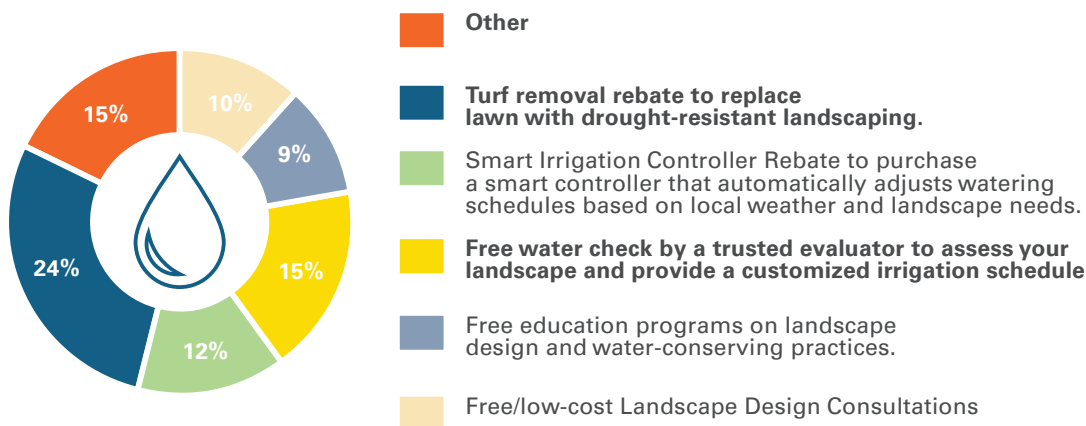 Other
Turf removal rebate to replace
lawn with drought-resistant landscaping.
Smart Irrigation Controller Rebate to purchase
a smart controller that automatically adjusts watering
schedules based on local weather and landscape needs.
Free water check by a trusted evaluator to assess your
landscape and provide a customized irrigation schedule
Free education programs on landscape
design and water-conserving practices.
Free/low-cost Landscape Design Consultations
10%
9%
15%
12%
24%
15%